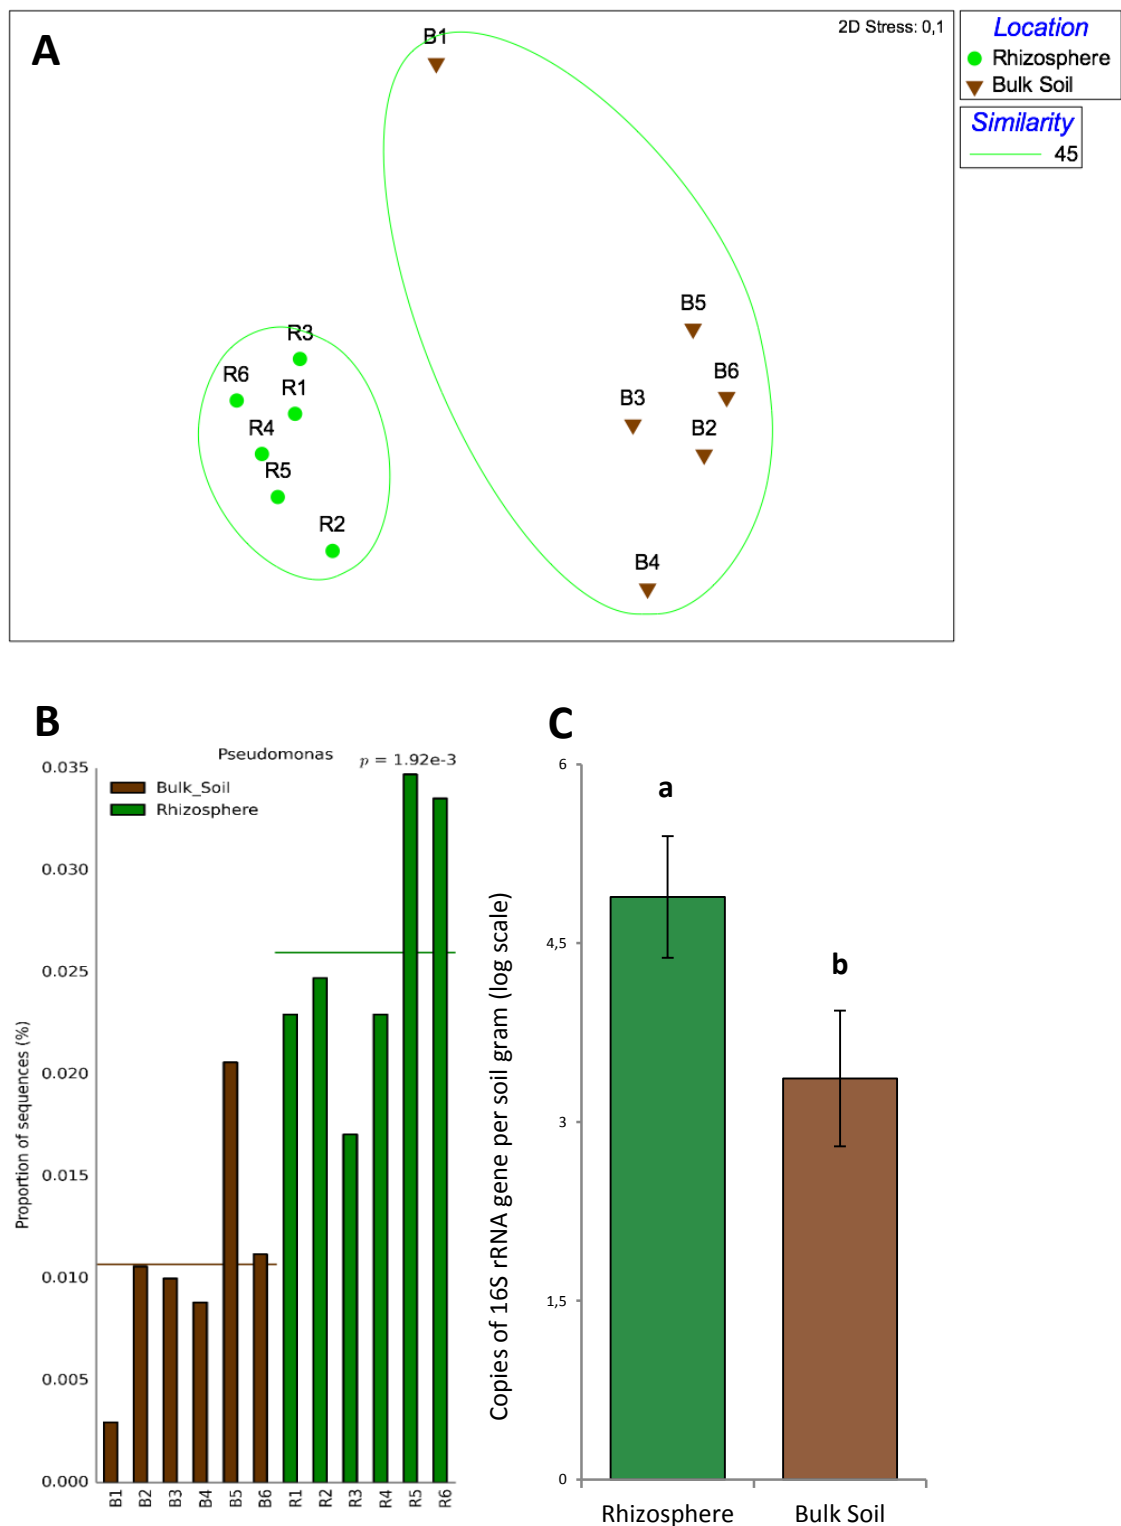 A
2D Stress: 0,1
Location
Rhizosphere
Bulk Soil
Similarity
45
B1
B5
B6
B3
B2
B4
R3
R6
R1
R4
R5
R2
B
Pseudomonas
p = 1.92e-3
Bulk_Soil
Rhizosphere
Proportion of sequences (%)
0.035
0.030
0.025
0.020
0.015
0.010
0.005
0.000
B1 B2 B3 B4 B5 B6 R1 R2 R3 R4 R5 R6
C
Copies of 16S rRNA gene per soil gram (log scale)
6
4,5
3
1,5
0
a
b
Rhizosphere Bulk Soil